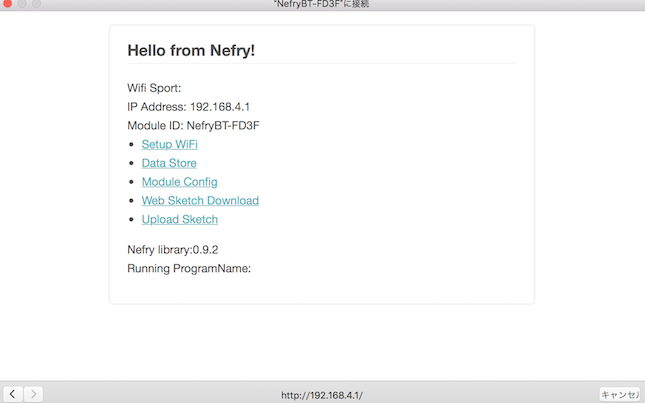 "NefryBT-FD3F"に接続
Hello from Nefry!
Wifi Sport:
IP Address: 192.168.4.1
Module ID: NefryBT-FD3F
Setup WiFi
Data Store
Module Config
Web Sketch Download
Upload Sketch
Nefry library:0.9.2
Running ProgramName:
http://192.168.4.1/
キャンセル